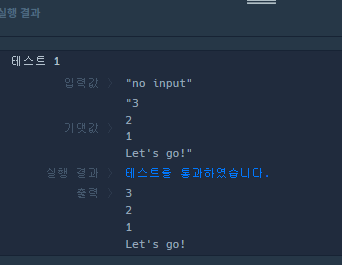 실행 결과
테스트 1
입력값 > "no input"
기댓값 > "3
2
1
Let's go!"
실행 결과 > 테스트를 통과하였습니다.
출력 > 3
2
1
Let's go!